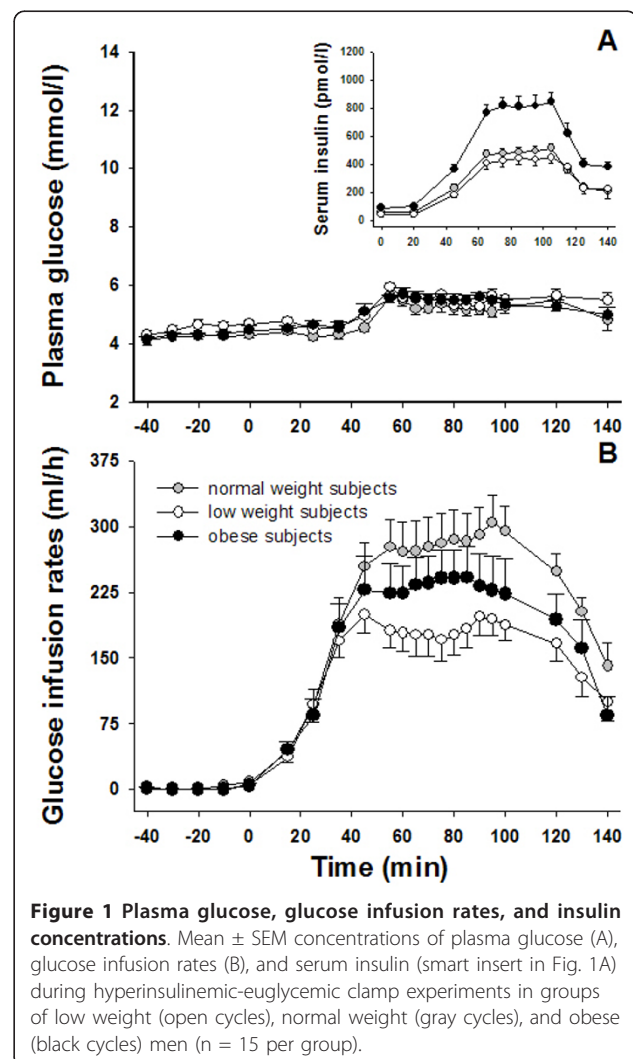 A
Plasma glucose (mmol/l)
14
12
10
8
6
4
2
Serum insulin (pmol/l)
1200
1000
800
600
400
200
0
0 20 40 60 80 100 120 140
-40 -20 0 20 40 60 80 100 120 140
B
Glucose infusion rates (ml/h)
375
300
225
150
75
0
normal weight subjects
low weight subjects
obese subjects
-40 -20 0 20 40 60 80 100 120 140
Time (min)
Figure 1 Plasma glucose, glucose infusion rates, and insulin
concentrations. Mean ± SEM concentrations of plasma glucose (A),
glucose infusion rates (B), and serum insulin (smart insert in Fig. 1A)
during hyperinsulinemic-euglycemic clamp experiments in groups
of low weight (open cycles), normal weight (gray cycles), and obese
(black cycles) men (n = 15 per group).